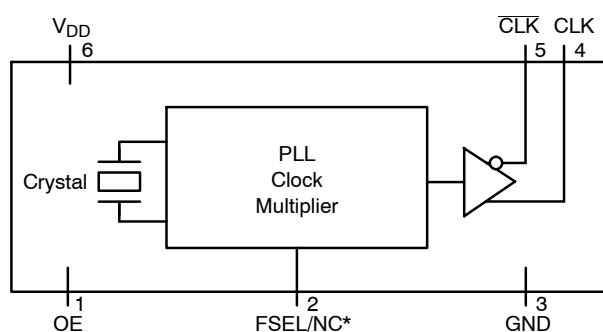 VDD
6
CLK
5
CLK
4
Crystal
PLL
Clock
Multiplier
1
OE
2
FSEL/NC*
3
GND